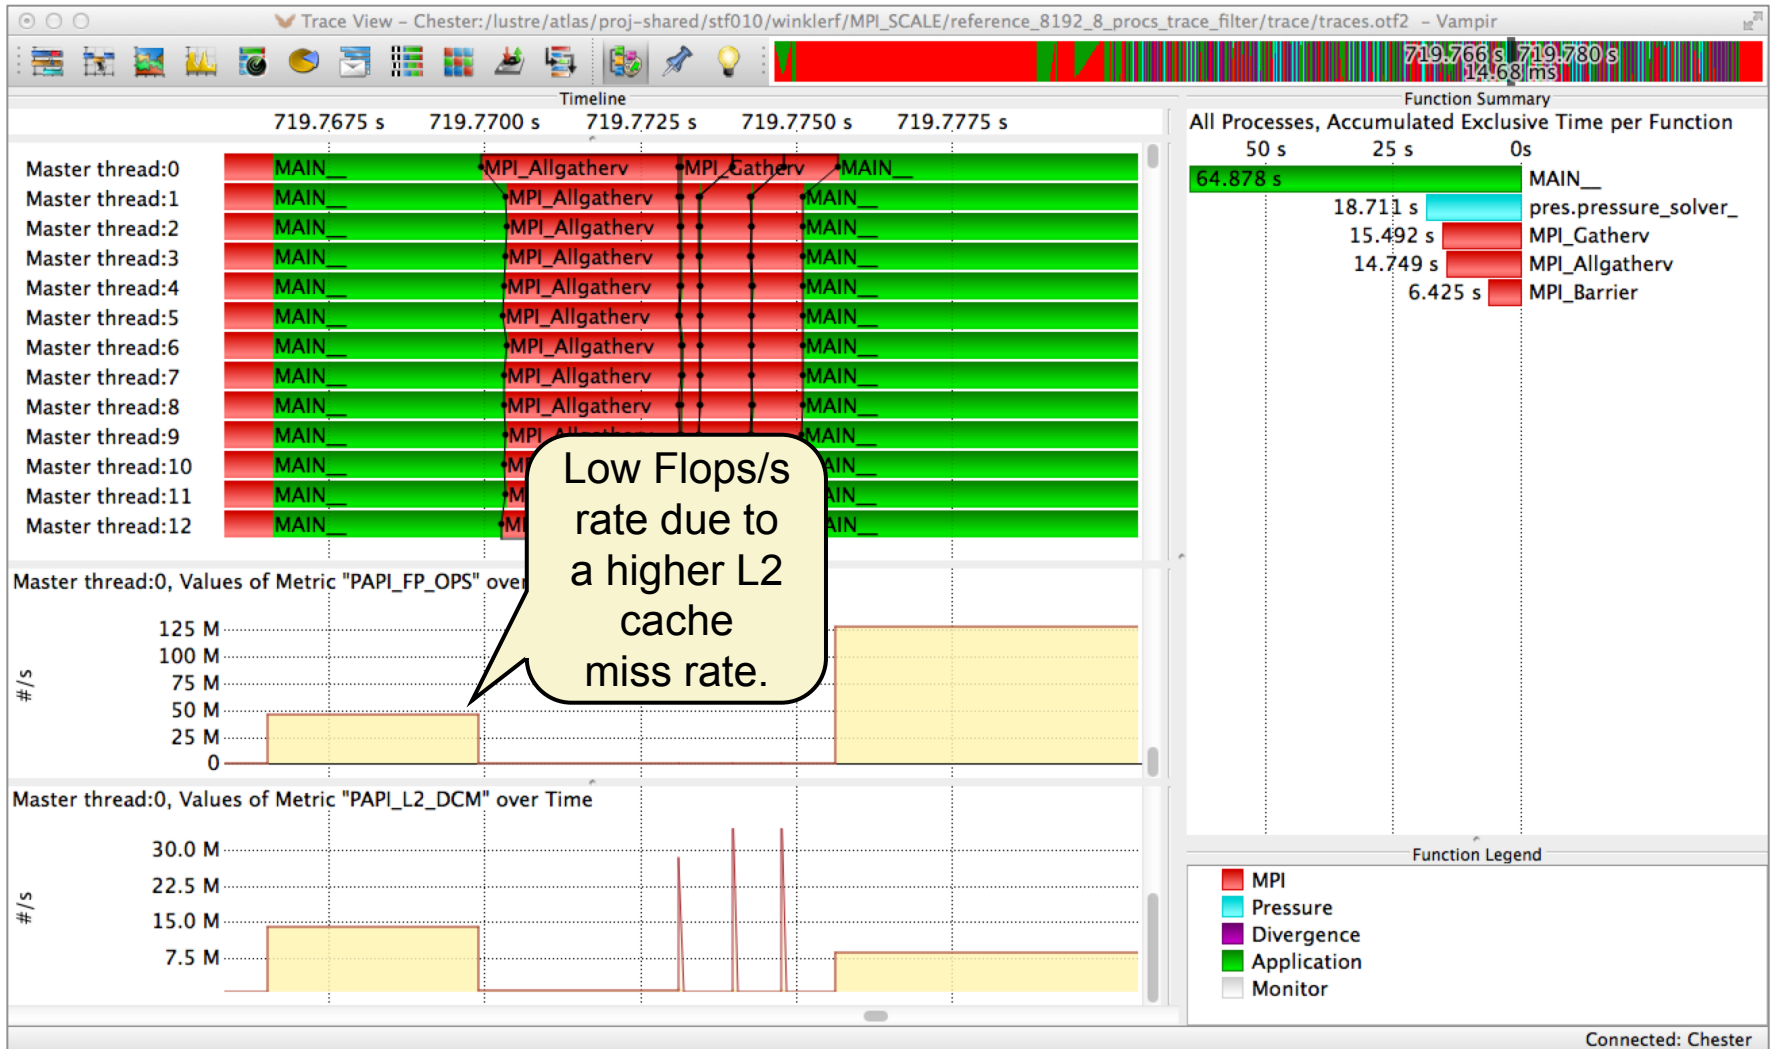 Trace View – Chester:/lustre/atlas/proj-shared/stf010/winklerf/MPI_SCALE/reference_8192_8_procs_trace_filter/trace/traces.otf2 – Vampir
719.766 s 719.780 s
14.68 ms
Timeline
719.7675 s 719.7700 s 719.7725 s 719.7750 s 719.7775 s
Master thread:0 MAIN__ MPI_Allgatherv MPI_Gatherv MAIN__
Master thread:1 MAIN__ MPI_Allgatherv MAIN__
Master thread:2 MAIN__ MPI_Allgatherv MAIN__
Master thread:3 MAIN__ MPI_Allgatherv MAIN__
Master thread:4 MAIN__ MPI_Allgatherv MAIN__
Master thread:5 MAIN__ MPI_Allgatherv MAIN__
Master thread:6 MAIN__ MPI_Allgatherv MAIN__
Master thread:7 MAIN__ MPI_Allgatherv MAIN__
Master thread:8 MAIN__ MPI_Allgatherv MAIN__
Master thread:9 MAIN__ MPI_Allgatherv MAIN__
Master thread:10 MAIN__
Master thread:11 MAIN__
Master thread:12 MAIN__
Low Flops/s
rate due to
a higher L2
cache
miss rate.
Master thread:0, Values of Metric "PAPI_FP_OPS" over
125 M
100 M
75 M
50 M
25 M
0
#/s
Master thread:0, Values of Metric "PAPI_L2_DCM" over Time
30.0 M
22.5 M
15.0 M
7.5 M
#/s
Function Summary
All Processes, Accumulated Exclusive Time per Function
50 s 25 s 0s
64.878 s MAIN__
18.711 s pres.pressure_solver_
15.492 s MPI_Gatherv
14.749 s MPI_Allgatherv
6.425 s MPI_Barrier
Function Legend
MPI
Pressure
Divergence
Application
Monitor
Connected: Chester